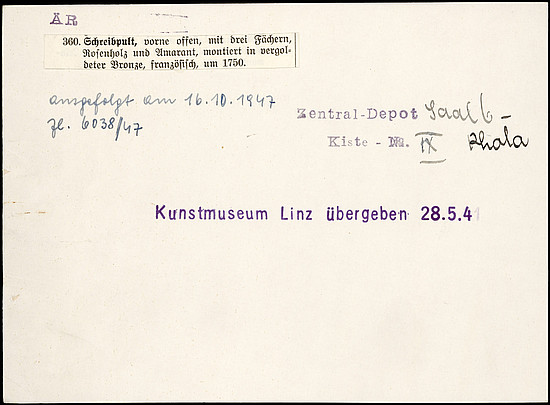 AR
360. Schreibpult, vorne offen, mit drei Fächern,
Rosenholz und Amarant, montiert in vergol-
deter Bronze, französisch, um 1750.
ausgefolgt am 16.10.1947
Zl. 6038/47
Zentral-Depot Saal 6 -
Kiste - Nr. IX
Kunstmuseum Linz übergeben 28.5.4